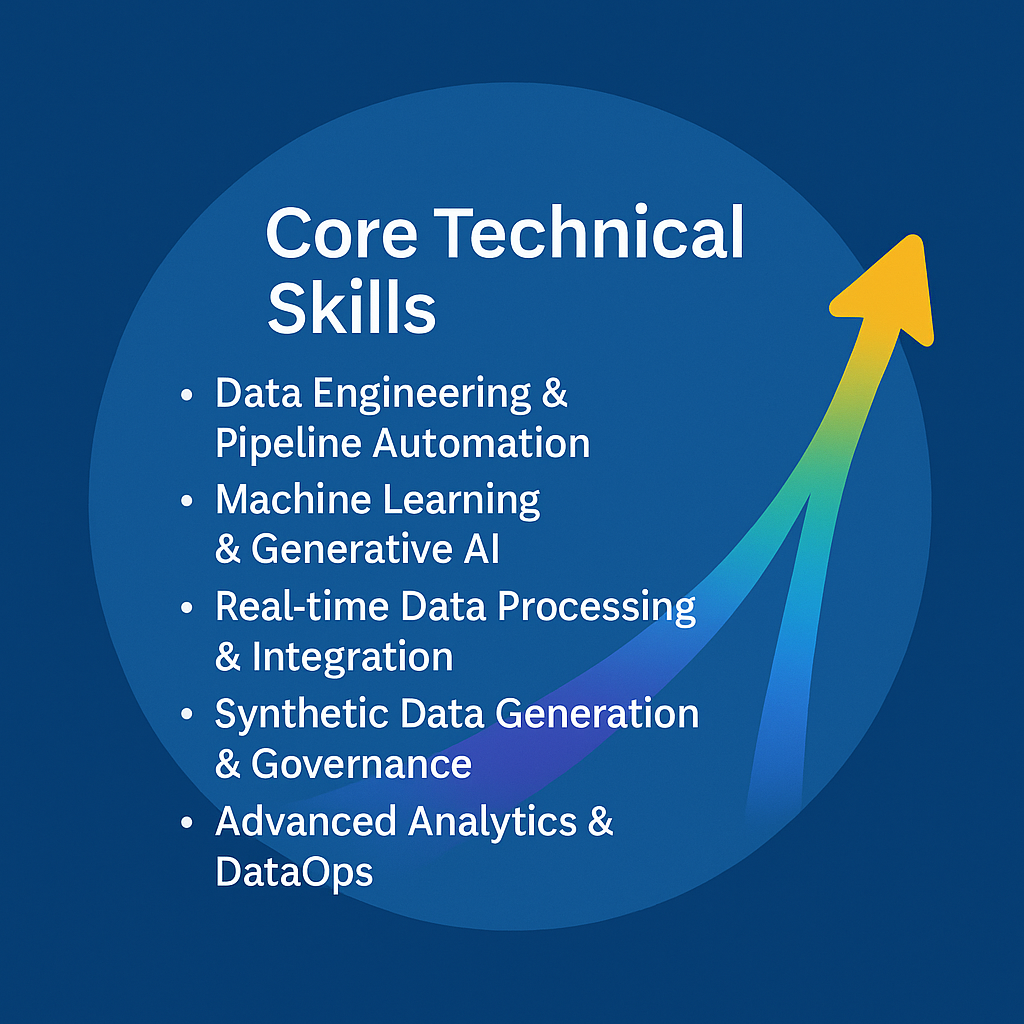 Core Technical
Skills
• Data Engineering &
Pipeline Automation
• Machine Learning
& Generative AI
• Real-time Data Processing
& Integration
• Synthetic Data Generation
& Governance
• Advanced Analytics &
DataOps